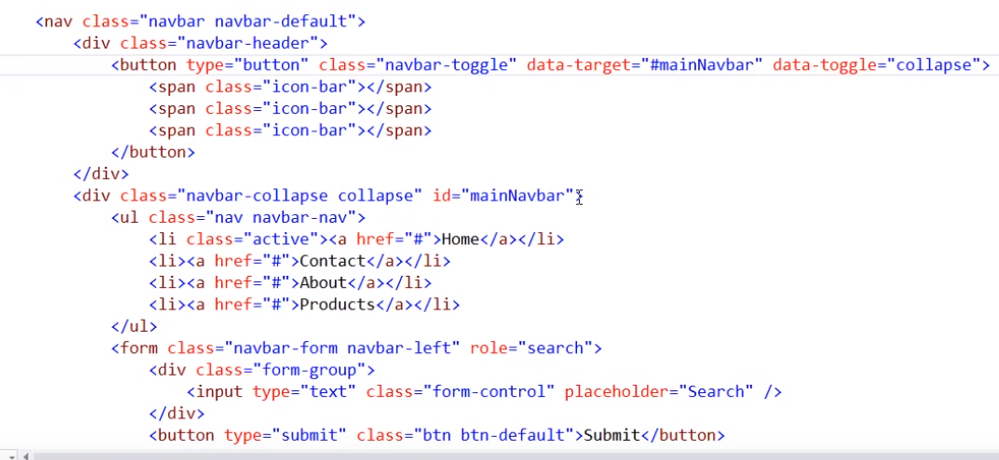 <nav class="navbar navbar-default">
<div class="navbar-header">
<button type="button" class="navbar-toggle" data-target="#mainNavbar" data-toggle="collapse">
<span class="icon-bar"></span>
<span class="icon-bar"></span>
<span class="icon-bar"></span>
</button>
</div>
<div class="navbar-collapse collapse" id="mainNavbar">
<ul class="nav navbar-nav">
<li class="active"><a href="#">Home</a></li>
<li><a href="#">Contact</a></li>
<li><a href="#">About</a></li>
<li><a href="#">Products</a></li>
</ul>
<form class="navbar-form navbar-left" role="search">
<div class="form-group">
<input type="text" class="form-control" placeholder="Search" />
</div>
<button type="submit" class="btn btn-default">Submit</button>